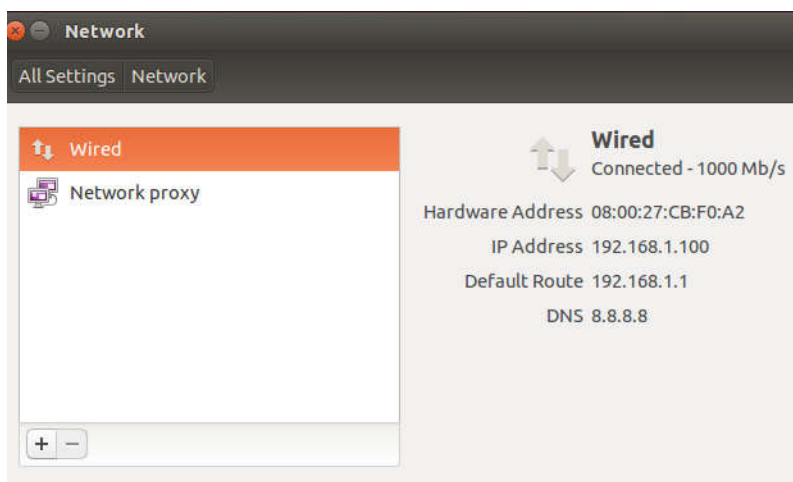 Network
All Settings Network
Wired
Network proxy
Wired
Connected - 1000 Mb/s
Hardware Address 08:00:27:CB:F0:A2
IP Address 192.168.1.100
Default Route 192.168.1.1
DNS 8.8.8.8
+ −